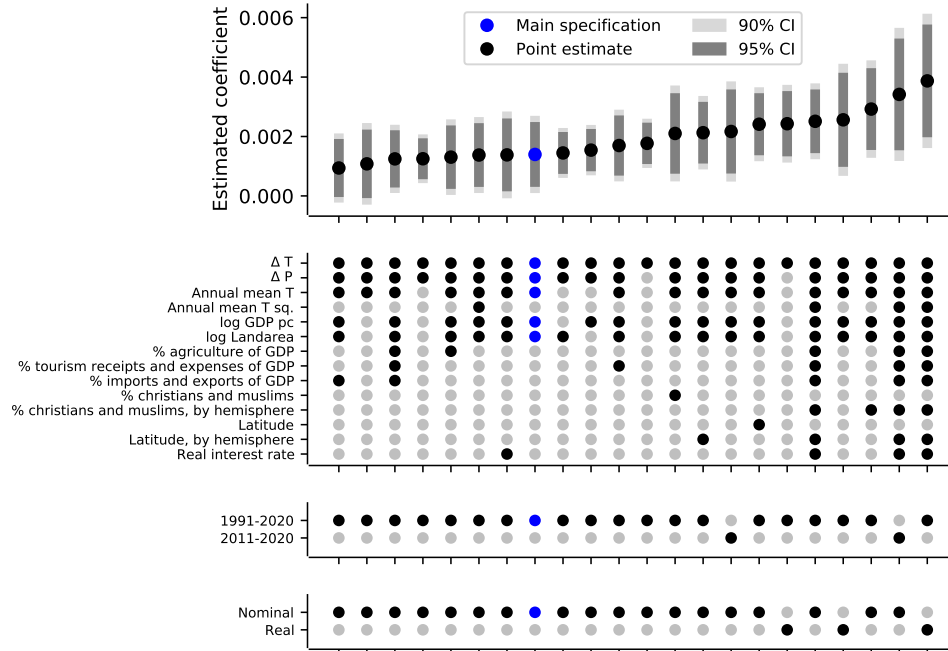 Estimated coefficient
0.006
0.004
0.002
0.000
Main specification
Point estimate
90% CI
95% CI
Δ T
Δ P
Annual mean T
Annual mean T sq.
log GDP pc
log Landarea
% agriculture of GDP
% tourism receipts and expenses of GDP
% imports and exports of GDP
% christians and muslims
% christians and muslims, by hemisphere
Latitude
Latitude, by hemisphere
Real interest rate
1991-2020
2011-2020
Nominal
Real